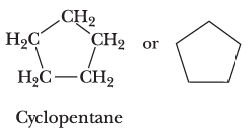 CH₂
H₂C CH₂ or
H₂C CH₂
Cyclopentane